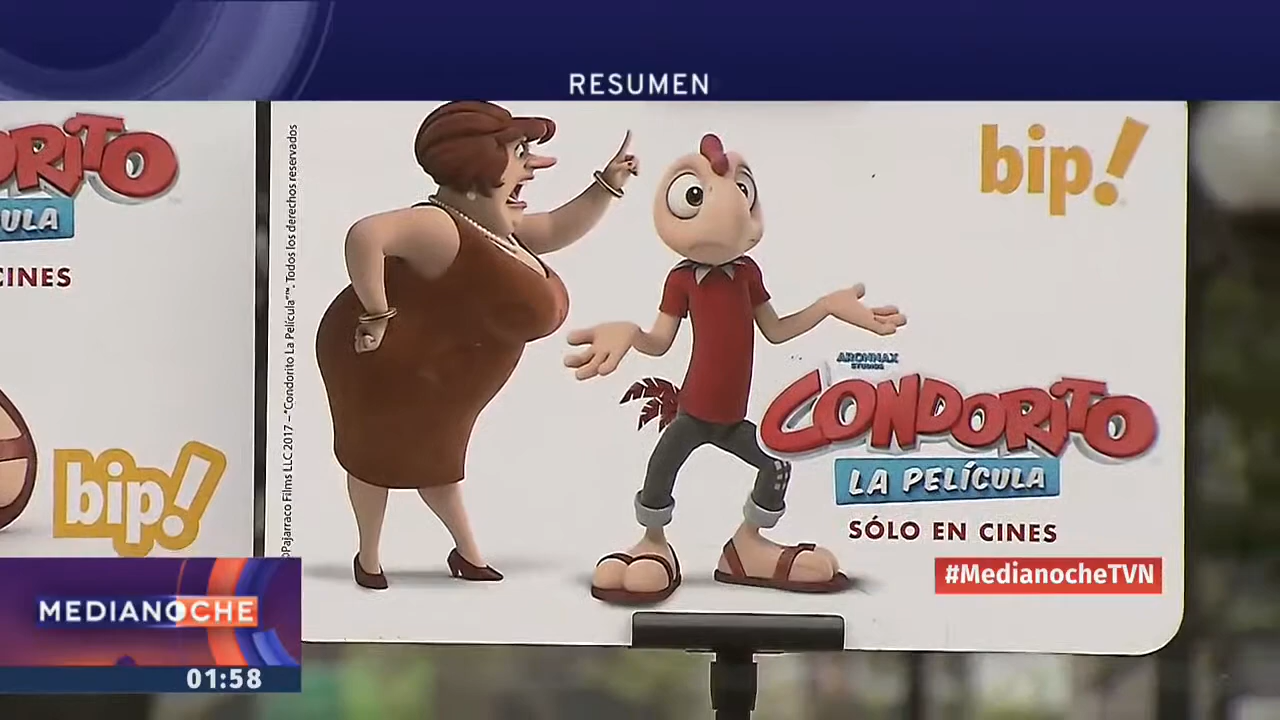 RESUMEN
ORITO
ULA
CINES
bip!
©Pajarraco Films LLC 2017 - "Condorito La Película"™. Todos los derechos reservados
bip!
ARONNAX
STUDIOS
CONDORITO
LA PELÍCULA
SÓLO EN CINES
#MedianocheTVN
MEDIANOCHE
01:58